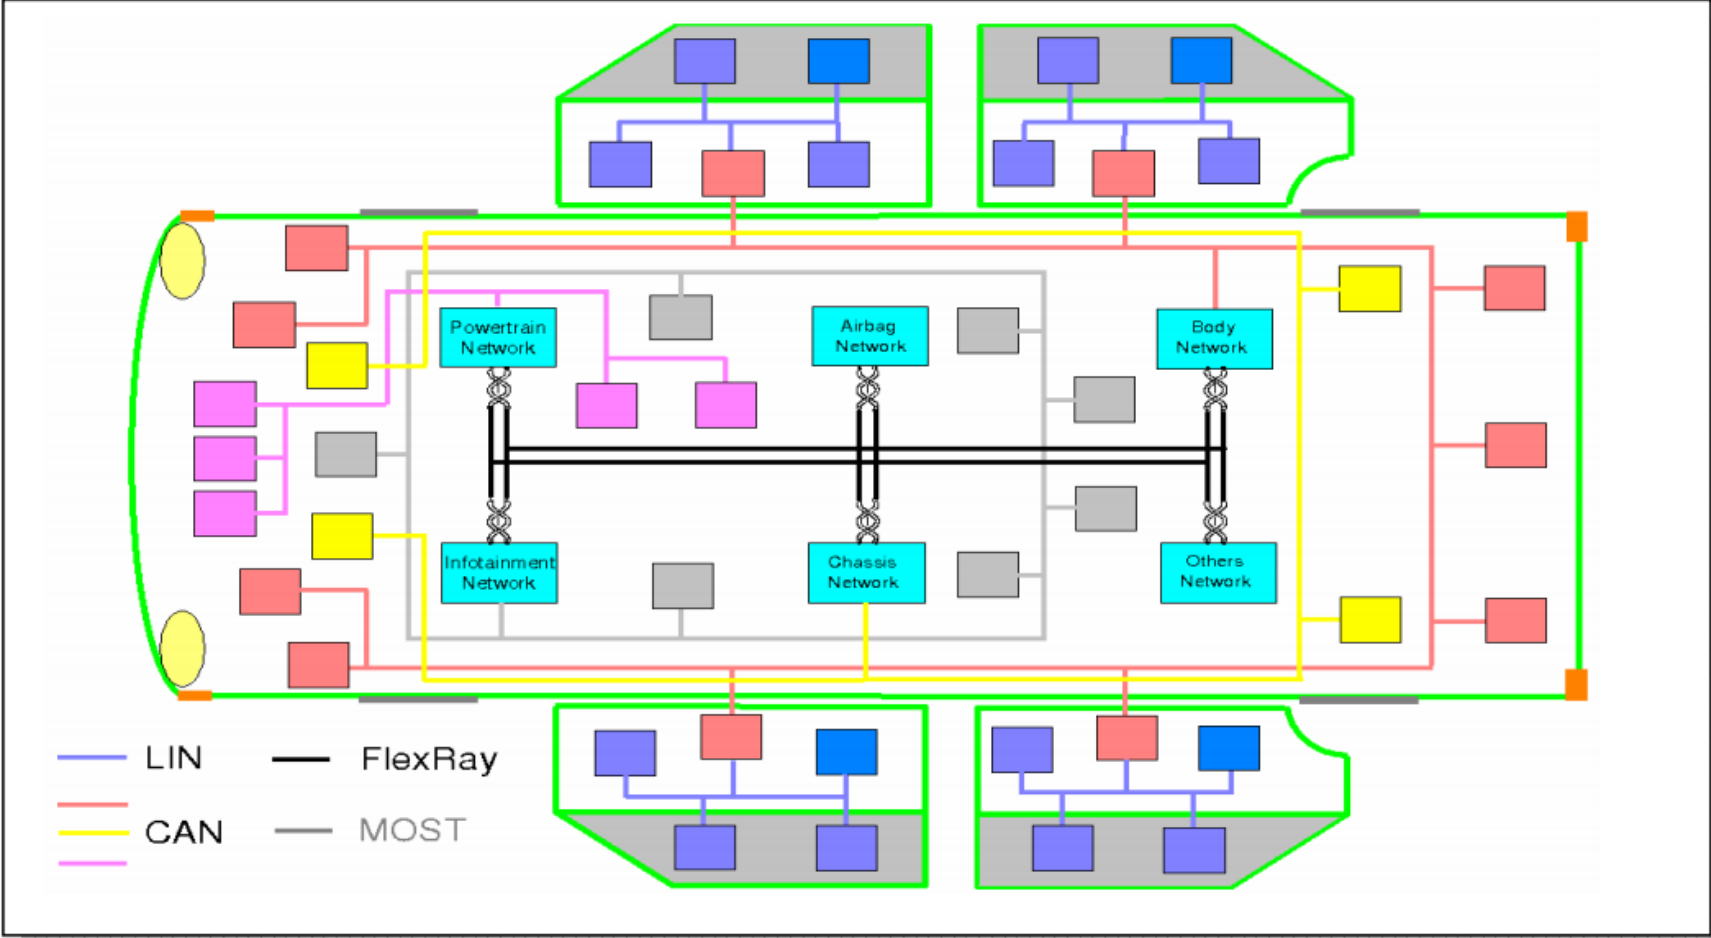 Powertrain
Network
Airbag
Network
Body
Network
Infotainment
Network
Chassis
Network
Others
Network
LIN
FlexRay
CAN
MOST